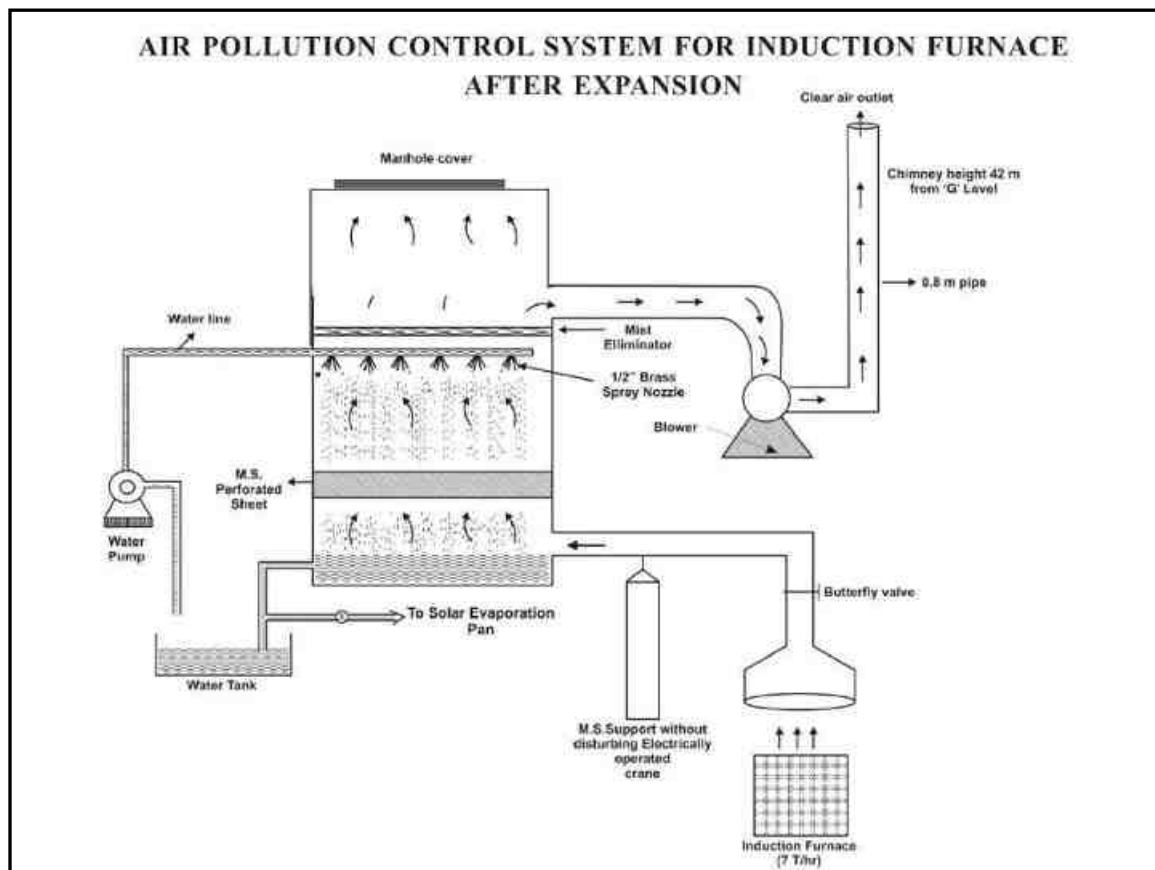 AIR POLLUTION CONTROL SYSTEM FOR INDUCTION FURNACE
AFTER EXPANSION
Clear air outlet
Manhole cover
Chimney height 42 m
from 'G' Level
0.8 m pipe
Water line
Mist
Elliminator
1/2" Brass
Spray Nozzle
Blower
M.S.
Perforated
Sheet
Water
Pump
Butterfly valve
To Solar Evaporation
Pan
Water Tank
M.S.Support without
disturbing Electrically
operated
crane
Induction Furnace
(7 T/hr)